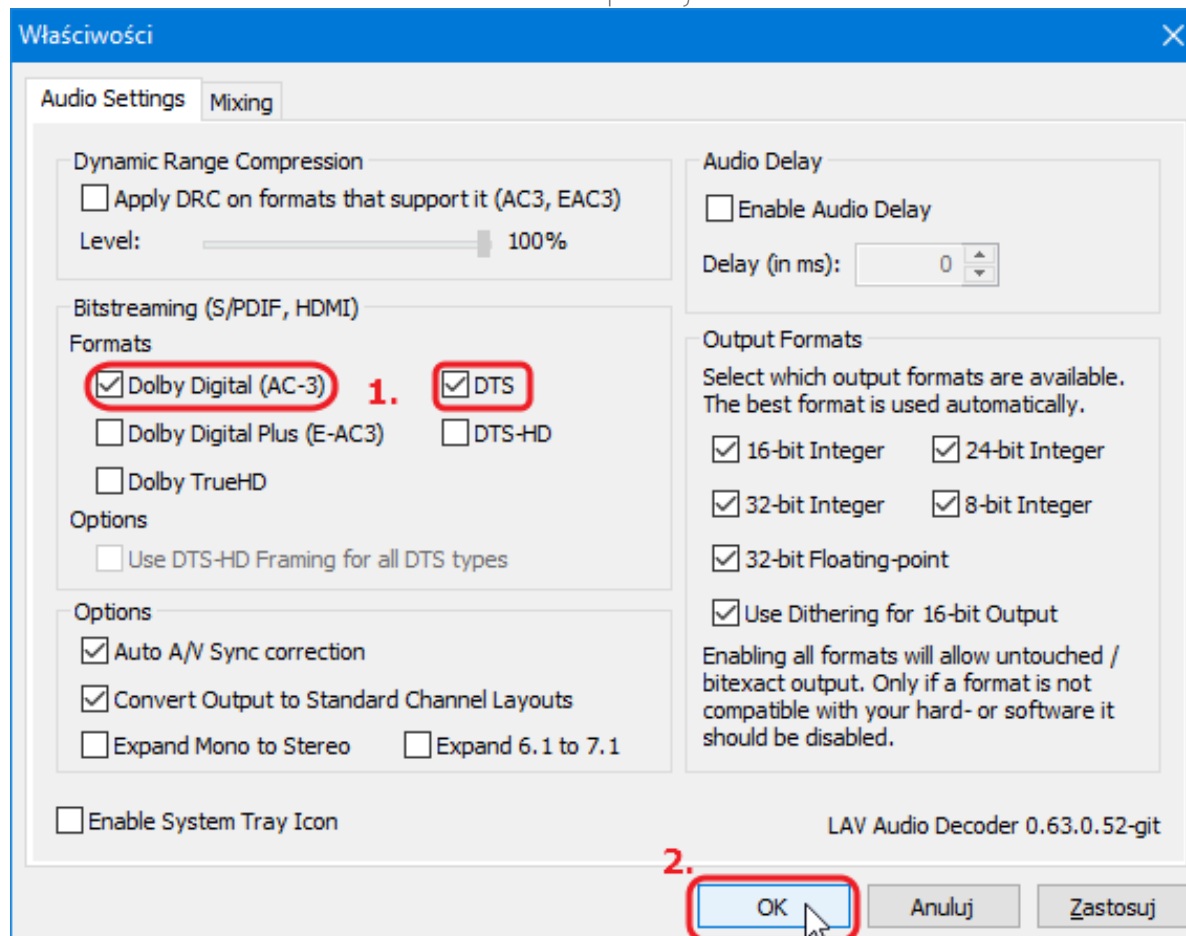 Właściwości
Audio Settings
Mixing
Dynamic Range Compression
Apply DRC on formats that support it (AC3, EAC3)
Level:
100%
Bitstreaming (S/PDIF, HDMI)
Formats
Dolby Digital (AC-3)
1.
DTS
Dolby Digital Plus (E-AC3)
DTS-HD
Dolby TrueHD
Options
Use DTS-HD Framing for all DTS types
Options
Auto A/V Sync correction
Convert Output to Standard Channel Layouts
Expand Mono to Stereo
Expand 6.1 to 7.1
Audio Delay
Enable Audio Delay
Delay (in ms):
0
Output Formats
Select which output formats are available.
The best format is used automatically.
16-bit Integer
24-bit Integer
32-bit Integer
8-bit Integer
32-bit Floating-point
Use Dithering for 16-bit Output
Enabling all formats will allow untouched /
bitexact output. Only if a format is not
compatible with your hard- or software it
should be disabled.
Enable System Tray Icon
LAV Audio Decoder 0.63.0.52-git
2.
OK
Anuluj
Zastosuj